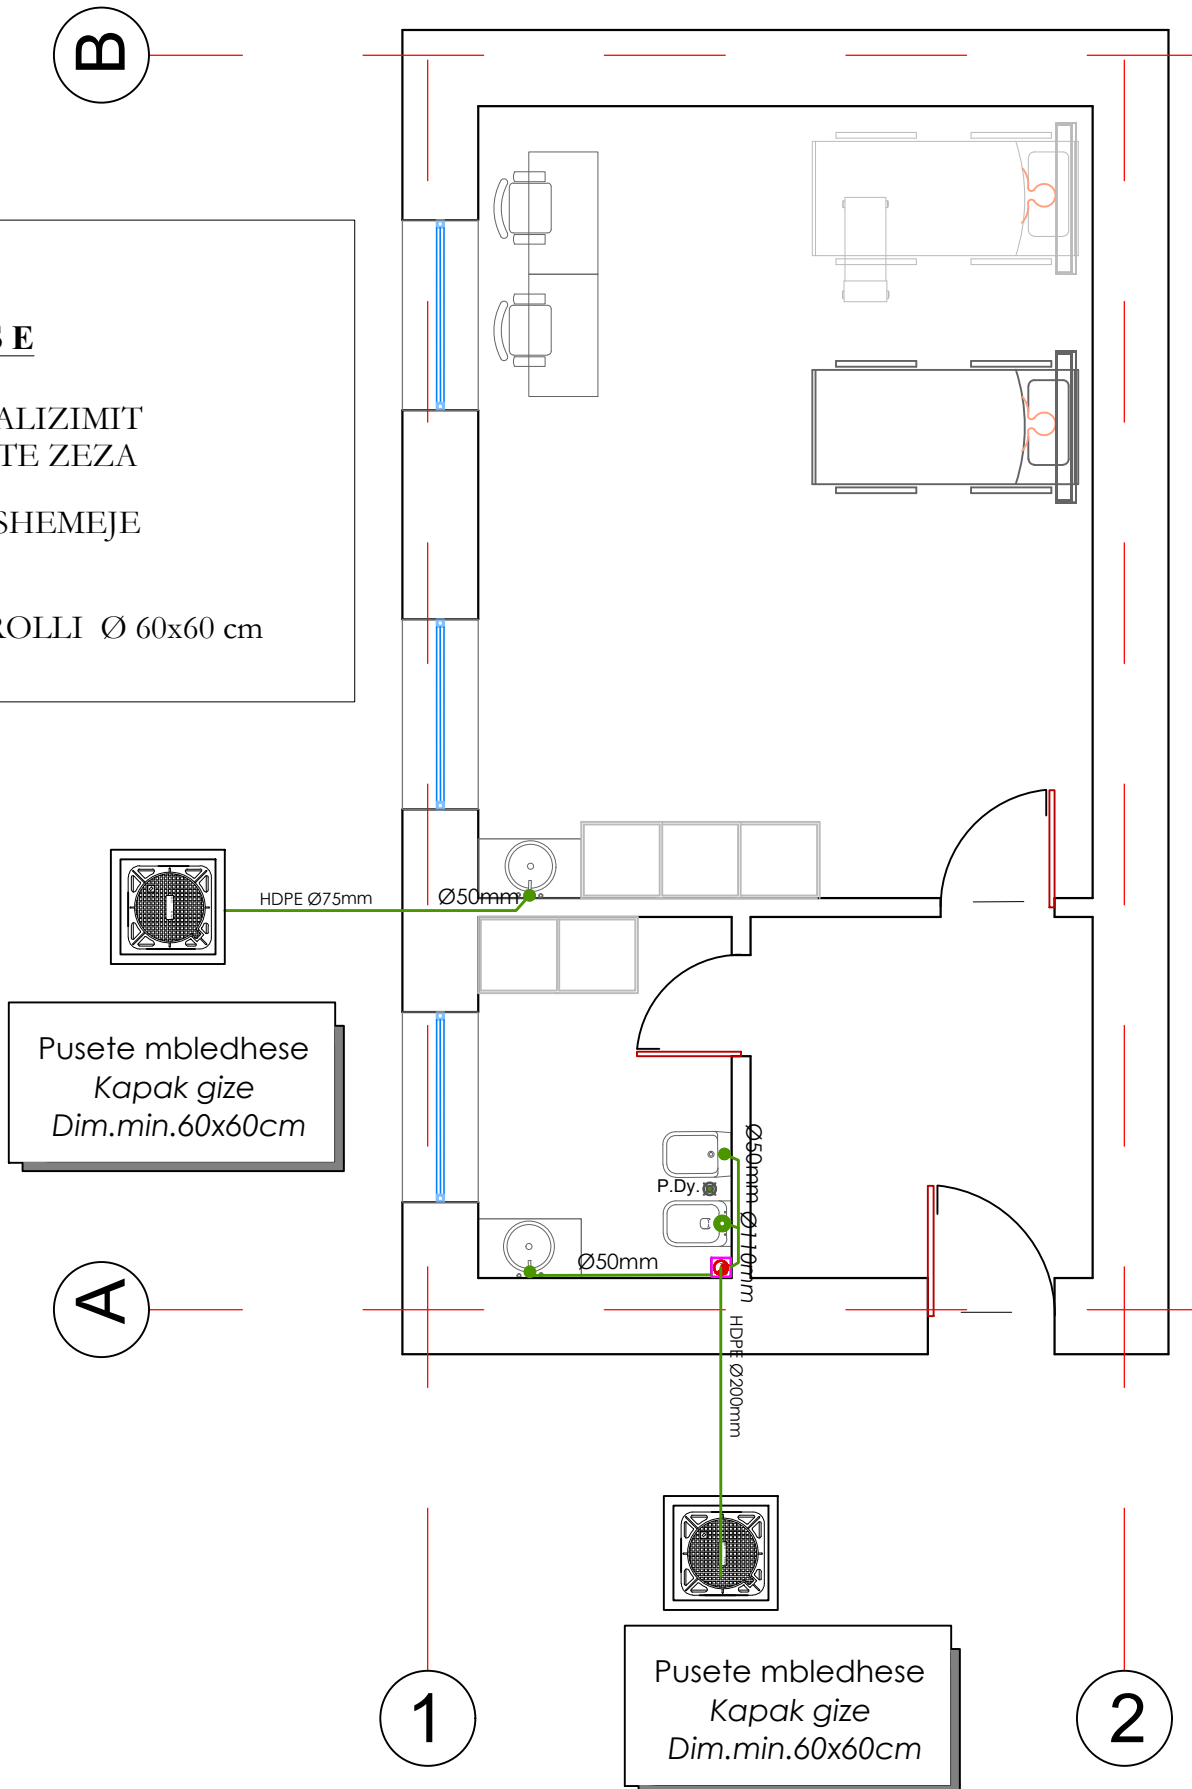 B
S E
ALIZIMIT
TE ZEZA
SHEMEJE
ROLLI Ø 60x60 cm
HDPE Ø75mm
Ø50mm
Pusete mbledhese
Kapak gize
Dim.min.60x60cm
Ø50mm
P.Dy.
Ø110mm
Ø50mm
A
HDPE Ø200mm
Pusete mbledhese
Kapak gize
Dim.min.60x60cm
1
2